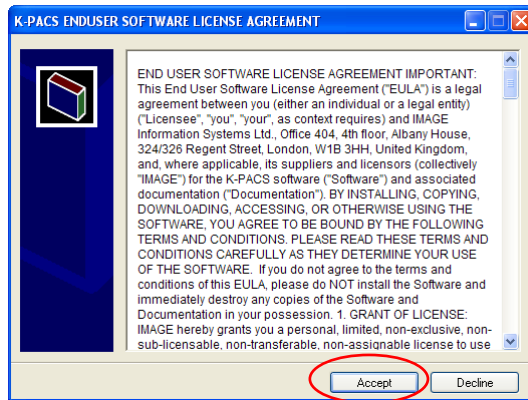 K-PACS ENDUSER SOFTWARE LICENSE AGREEMENT
END USER SOFTWARE LICENSE AGREEMENT IMPORTANT:
This End User Software License Agreement ("EULA") is a legal
agreement between you (either an individual or a legal entity)
("Licensee", "you", "your", as context requires) and IMAGE
Information Systems Ltd., Office 404, 4th floor, Albany House,
324/326 Regent Street, London, W1B 3HH, United Kingdom,
and, where applicable, its suppliers and licensors (collectively
"IMAGE") for the K-PACS software ("Software") and associated
documentation ("Documentation"). BY INSTALLING, COPYING,
DOWNLOADING, ACCESSING, OR OTHERWISE USING THE
SOFTWARE, YOU AGREE TO BE BOUND BY THE FOLLOWING
TERMS AND CONDITIONS. PLEASE READ THESE TERMS AND
CONDITIONS CAREFULLY AS THEY DETERMINE YOUR USE
OF THE SOFTWARE. If you do not agree to the terms and
conditions of this EULA, please do NOT install the Software and
immediately destroy any copies of the Software and
Documentation in your possession. 1. GRANT OF LICENSE:
IMAGE hereby grants you a personal, limited, non-exclusive, non-
sub-licensable, non-transferable, non-assignable license to use
Accept
Decline